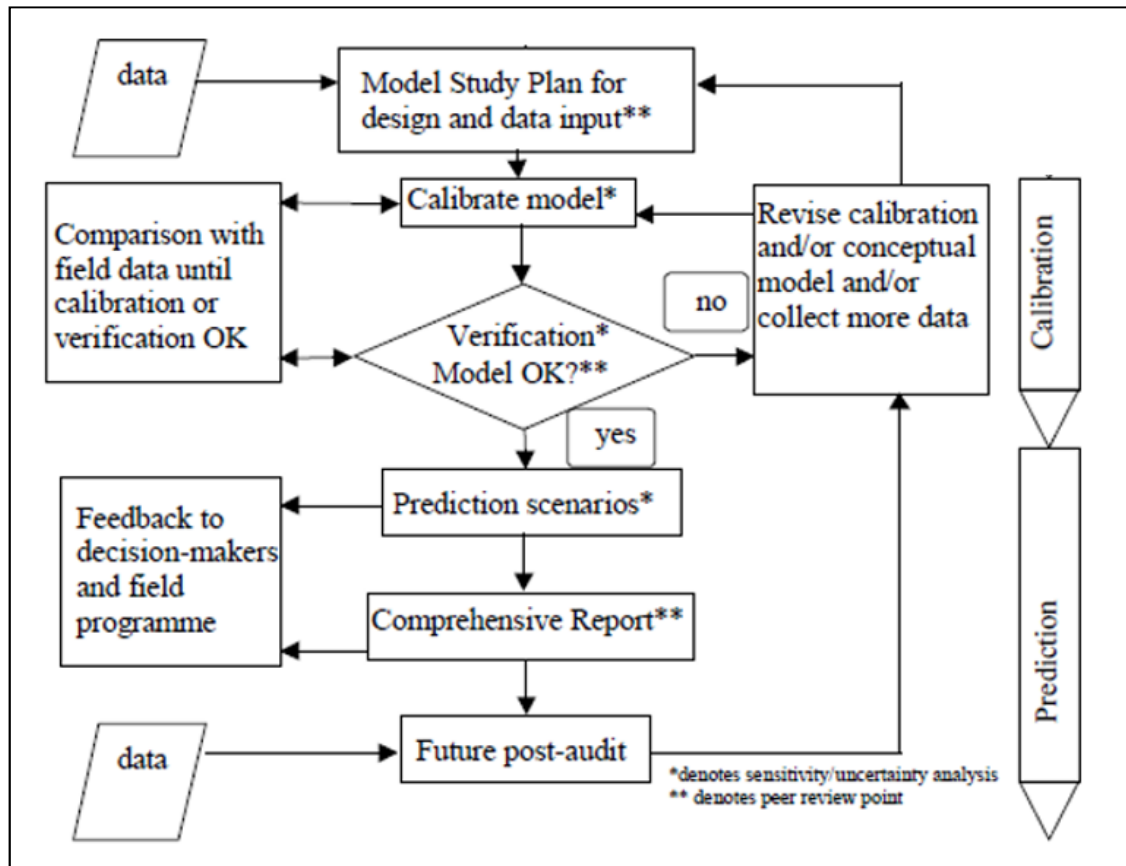 data
Model Study Plan for
design and data input**
Calibrate model*
Comparison with
field data until
calibration or
verification OK
Revise calibration
and/or conceptual
model and/or
collect more data
no
Verification*
Model OK?**
yes
Calibration
Prediction scenarios*
Feedback to
decision-makers
and field
programme
Comprehensive Report**
Prediction
data
Future post-audit
*denotes sensitivity/uncertainty analysis
** denotes peer review point